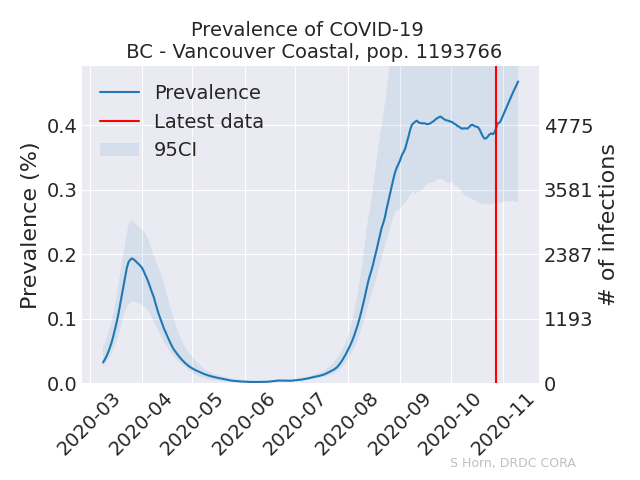 Prevalence of COVID-19
BC - Vancouver Coastal, pop. 1193766
Prevalence
Latest data
95CI
Prevalence (%)
0.4
0.3
0.2
0.1
0.0
4775
3581
2387
1193
0
# of infections
2020-03
2020-04
2020-05
2020-06
2020-07
2020-08
2020-09
2020-10
2020-11
S Horn, DRDC CORA